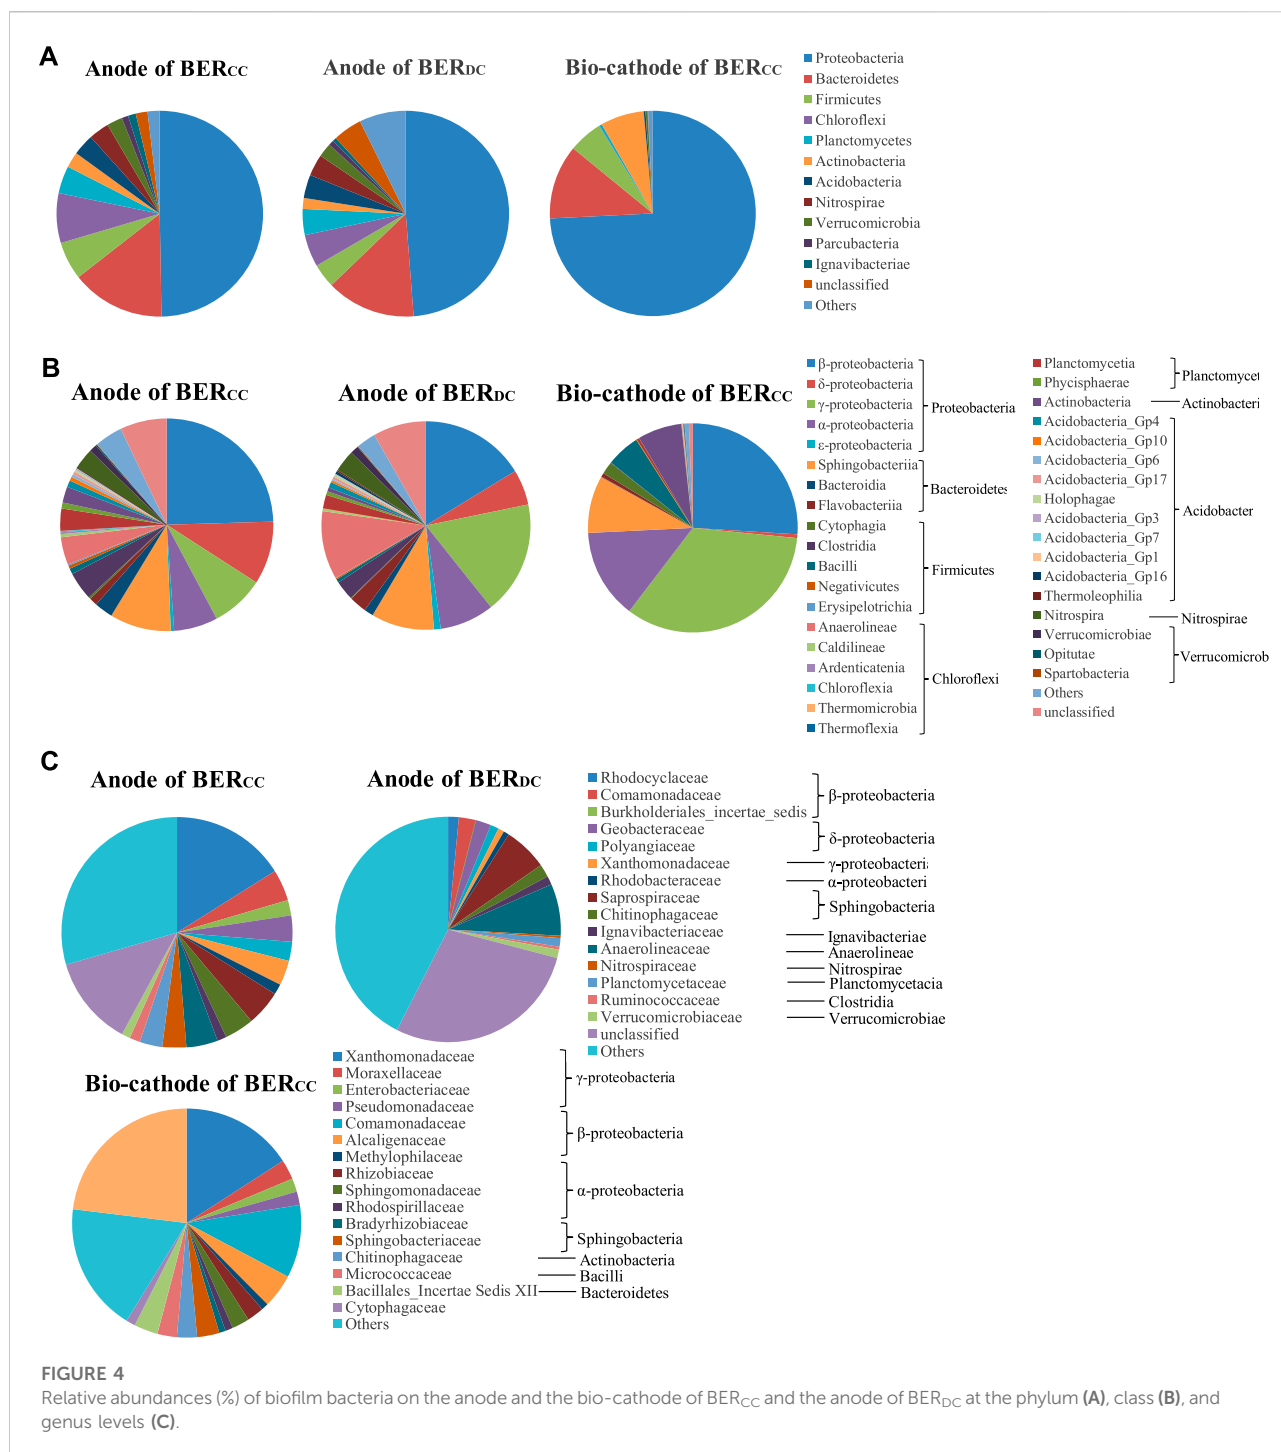 A
Anode of BERCC
Anode of BERDC
Bio-cathode of BERCC
Proteobacteria
Bacteroidetes
Firmicutes
Chloroflexi
Planctomycetes
Actinobacteria
Acidobacteria
Nitrospirae
Verrucomicrobia
Parcubacteria
Ignavibacteriae
unclassified
Others
B
Anode of BERCC
Anode of BERDC
Bio-cathode of BERCC
β-proteobacteria
δ-proteobacteria
γ-proteobacteria
α-proteobacteria
ε-proteobacteria
Sphingobacteriia
Bacteroidia
Flavobacteriia
Cytophagia
Clostridia
Bacilli
Negativicutes
Erysipelotrichia
Anaerolineae
Caldilineae
Ardenticatenia
Chloroflexia
Thermomicrobia
Thermoflexia
Proteobacteria
Bacteroidetes
Firmicutes
Chloroflexi
Planctomycetia
Phycisphaerae
Actinobacteria
Acidobacteria_Gp4
Acidobacteria_Gp10
Acidobacteria_Gp6
Acidobacteria_Gp17
Holophagae
Acidobacteria_Gp3
Acidobacteria_Gp7
Acidobacteria_Gp1
Acidobacteria_Gp16
Thermoleophilia
Nitrospira
Verrucomicrobiae
Opitutae
Spartobacteria
Others
unclassified
Planctomycet
Actinobacteri
Acidobacter
Nitrospirae
Verrucomicrob
C
Anode of BERCC
Anode of BERDC
Rhodocyclaceae
Comamonadaceae
Burkholderiales_incertae_sedis
Geobacteraceae
Polyangiaceae
Xanthomonadaceae
Rhodobacteraceae
Saprospiraceae
Chitinophagaceae
Ignavibacteriaceae
Anaerolineaceae
Nitrospiraceae
Planctomycetaceae
Ruminococcaceae
Verrucomicrobiaceae
unclassified
Others
β-proteobacteria
δ-proteobacteria
γ-proteobacteri
α-proteobacteri
Sphingobacteria
Ignavibacteriae
Anaerolineae
Nitrospirae
Planctomycetacia
Clostridia
Verrucomicrobiae
Bio-cathode of BERCC
Xanthomonadaceae
Moraxellaceae
Enterobacteriaceae
Pseudomonadaceae
Comamonadaceae
Alcaligenaceae
Methylophilaceae
Rhizobiaceae
Sphingomonadaceae
Rhodospirillaceae
Bradyrhizobiaceae
Sphingobacteriaceae
Chitinophagaceae
Micrococcaceae
Bacillales_Incertae Sedis XII
Cytophagaceae
Others
γ-proteobacteria
β-proteobacteria
α-proteobacteria
Sphingobacteria
Actinobacteria
Bacilli
Bacteroidetes
FIGURE 4
Relative abundances (%) of biofilm bacteria on the anode and the bio-cathode of BERCC and the anode of BERDC at the phylum (A), class (B), and
genus levels (C).